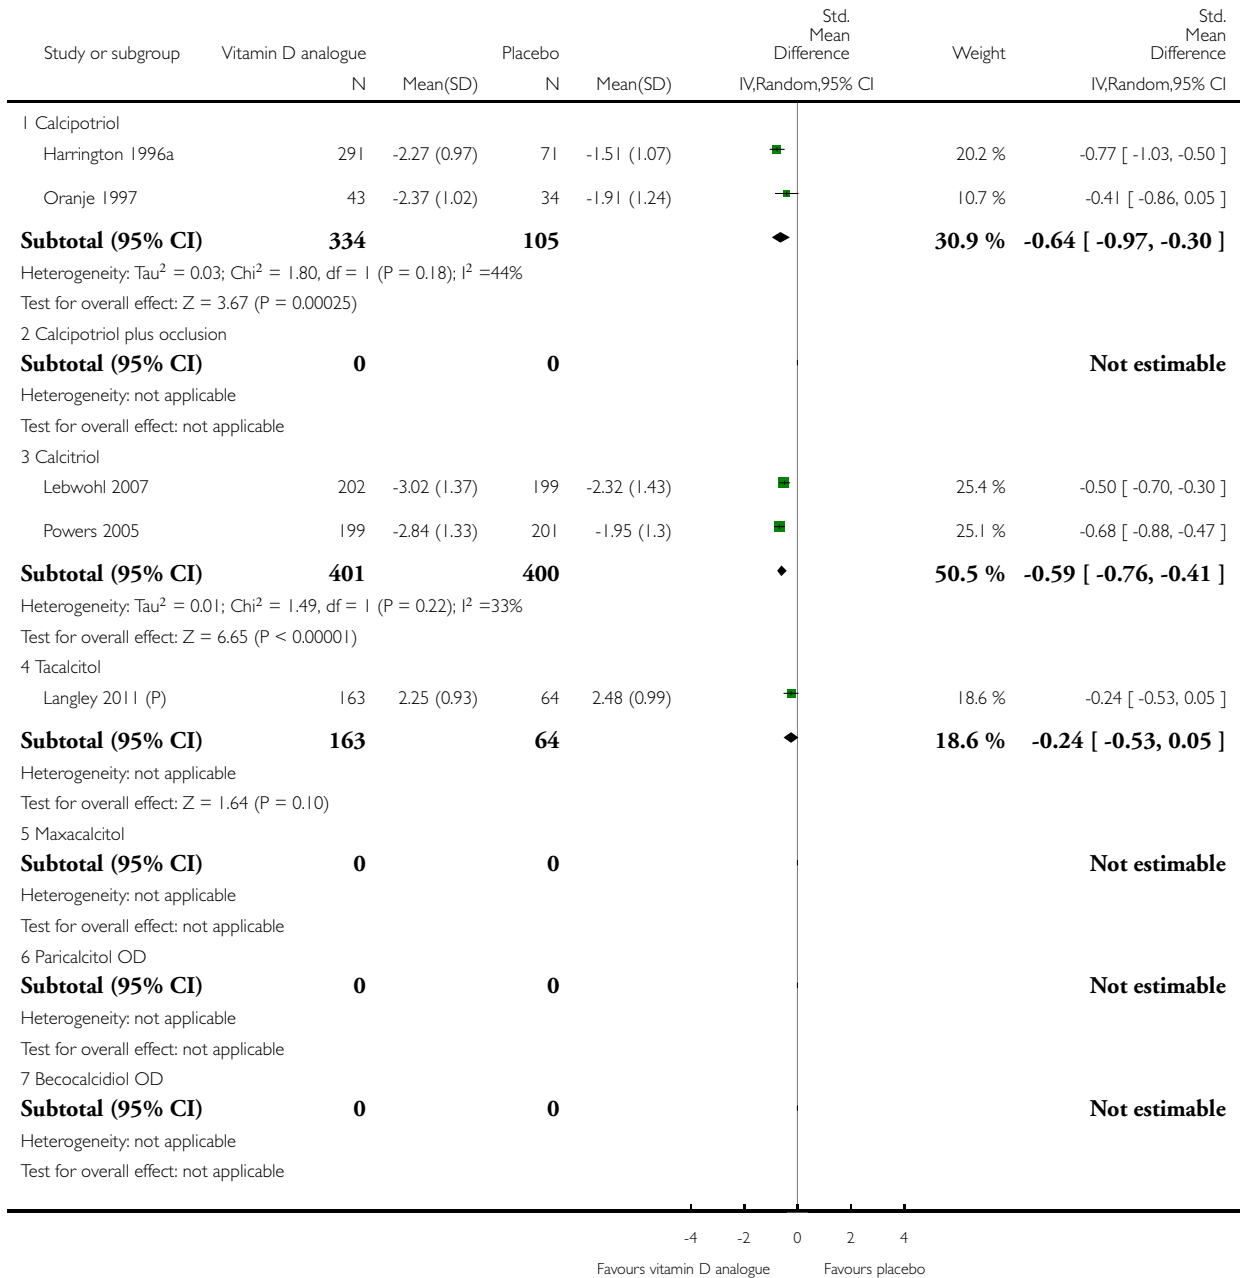 Std.
Mean
Difference
Std.
Mean
Difference
Study or subgroup Vitamin D analogue Placebo Weight
N Mean(SD) N Mean(SD) IV,Random,95% CI IV,Random,95% CI
1 Calcipotriol
Harrington 1996a 291 -2.27 (0.97) 71 -1.51 (1.07) 20.2 % -0.77 [ -1.03, -0.50 ]
Oranje 1997 43 -2.37 (1.02) 34 -1.91 (1.24) 10.7 % -0.41 [ -0.86, 0.05 ]
Subtotal (95% CI) 334 105 30.9 % -0.64 [ -0.97, -0.30 ]
Heterogeneity: Tau² = 0.03; Chi² = 1.80, df = 1 (P = 0.18); I² =44%
Test for overall effect: Z = 3.67 (P = 0.00025)
2 Calcipotriol plus occlusion
Subtotal (95% CI) 0 0 Not estimable
Heterogeneity: not applicable
Test for overall effect: not applicable
3 Calcitriol
Lebwohl 2007 202 -3.02 (1.37) 199 -2.32 (1.43) 25.4 % -0.50 [ -0.70, -0.30 ]
Powers 2005 199 -2.84 (1.33) 201 -1.95 (1.3) 25.1 % -0.68 [ -0.88, -0.47 ]
Subtotal (95% CI) 401 400 50.5 % -0.59 [ -0.76, -0.41 ]
Heterogeneity: Tau² = 0.01; Chi² = 1.49, df = 1 (P = 0.22); I² =33%
Test for overall effect: Z = 6.65 (P < 0.00001)
4 Tacalcitol
Langley 2011 (P) 163 2.25 (0.93) 64 2.48 (0.99) 18.6 % -0.24 [ -0.53, 0.05 ]
Subtotal (95% CI) 163 64 18.6 % -0.24 [ -0.53, 0.05 ]
Heterogeneity: not applicable
Test for overall effect: Z = 1.64 (P = 0.10)
5 Maxacalcitol
Subtotal (95% CI) 0 0 Not estimable
Heterogeneity: not applicable
Test for overall effect: not applicable
6 Paricalcitol OD
Subtotal (95% CI) 0 0 Not estimable
Heterogeneity: not applicable
Test for overall effect: not applicable
7 Becocalcidiol OD
Subtotal (95% CI) 0 0 Not estimable
Heterogeneity: not applicable
Test for overall effect: not applicable
-4 -2 0 2 4
Favours vitamin D analogue Favours placebo